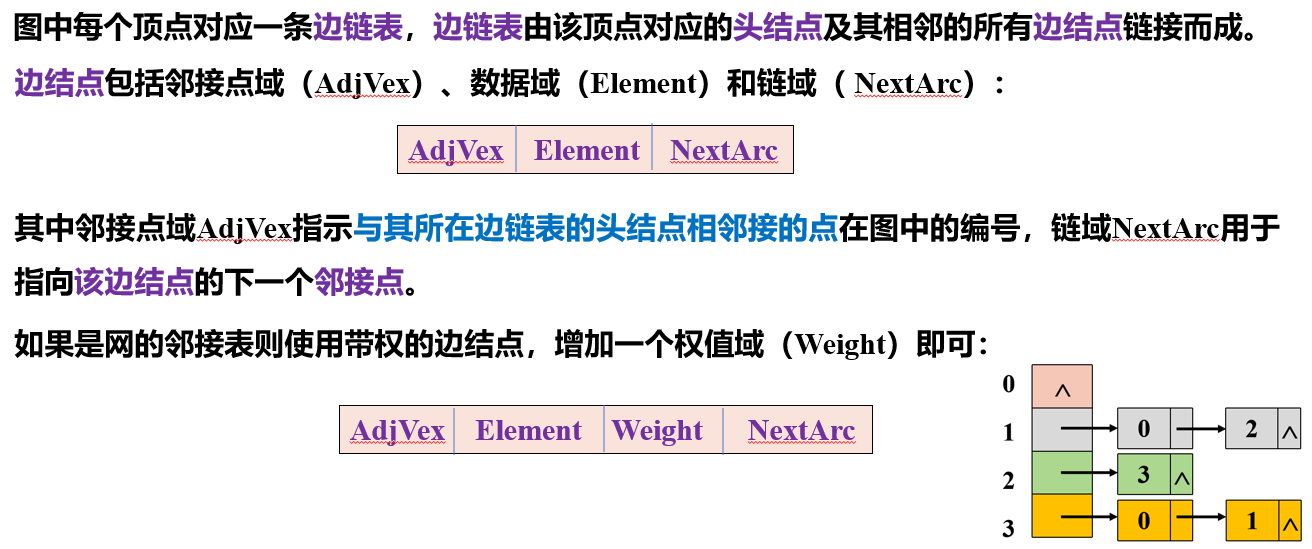 图中每个顶点对应一条边链表，边链表由该顶点对应的头结点及其相邻的所有边结点链接而成。
边结点包括邻接点域（AdjVex）、数据域（Element）和链域（ NextArc）：
AdjVex Element NextArc
其中邻接点域AdjVex指示与其所在边链表的头结点相邻接的点在图中的编号，链域NextArc用于
指向该边结点的下一个邻接点。
如果是网的邻接表则使用带权的边结点，增加一个权值域（Weight）即可：
AdjVex Element Weight NextArc
0 ∧
1 0 2 ∧
2 3 ∧
3 0 1 ∧